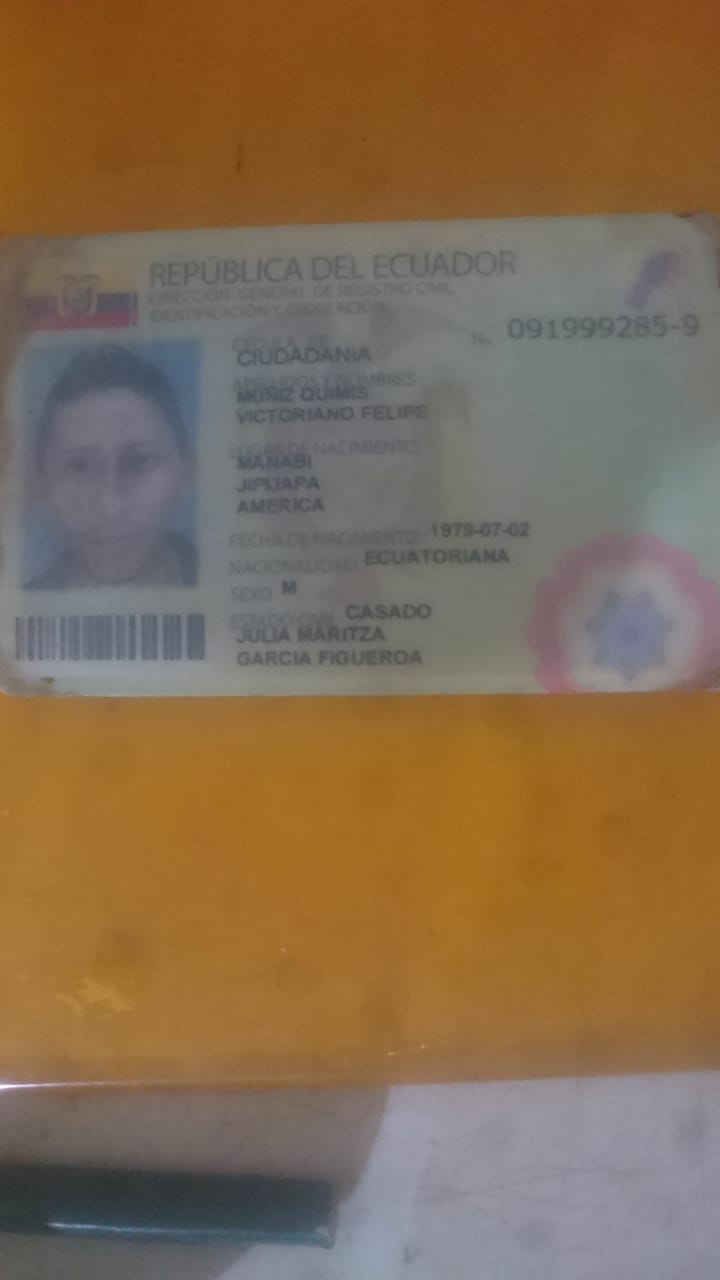 REPÚBLICA DEL ECUADOR
DIRECCIÓN GENERAL DE REGISTRO CIVIL,
IDENTIFICACIÓN Y CEDULACIÓN
CÉDULA DE No. 091999285-9
CIUDADANIA
APELLIDOS Y NOMBRES
MUÑIZ QUIMIS
VICTORIANO FELIPE
LUGAR DE NACIMIENTO
MANABI
JIPIJAPA
AMERICA
FECHA DE NACIMIENTO 1979-07-02
NACIONALIDAD ECUATORIANA
SEXO M
ESTADO CIVIL CASADO
JULIA MARITZA
GARCIA FIGUEROA